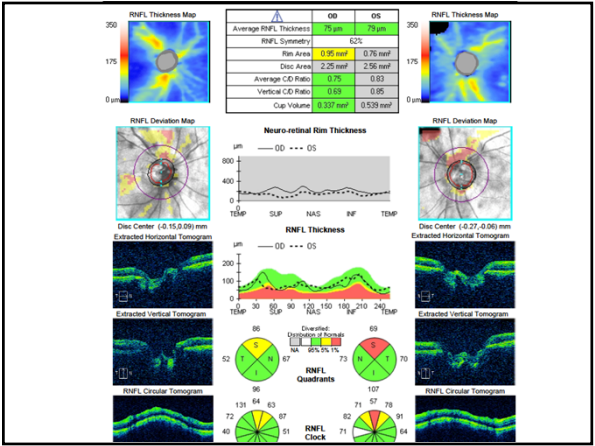 RNFL Thickness Map
350
175
0 μm
OD OS
Average RNFL Thickness 75 μm 79 μm
RNFL Symmetry 62%
Rim Area 0.95 mm² 0.76 mm²
Disc Area 2.25 mm² 2.56 mm²
Average C/D Ratio 0.75 0.83
Vertical C/D Ratio 0.69 0.85
Cup Volume 0.337 mm³ 0.539 mm³
RNFL Thickness Map
350
175
0 μm
RNFL Deviation Map
Disc Center (-0.15,0.09) mm
Neuro-retinal Rim Thickness
μm OD OS
800
400
0
TEMP SUP NAS INF TEMP
RNFL Deviation Map
Disc Center (-0.27,-0.06) mm
Extracted Horizontal Tomogram
RNFL Thickness
μm OD OS
200
100
0
0 30 60 90 120 150 180 210 240
TEMP SUP NAS INF TEMP
Extracted Horizontal Tomogram
Extracted Vertical Tomogram
86
S
52 T N 67
I
96
Diversified:
Distribution of Normals
NA 95% 5% 1%
RNFL
Quadrants
69
S
73 N T 70
I
107
Extracted Vertical Tomogram
RNFL Circular Tomogram
131 64 63
72 87
40 51
RNFL
Clock
71 57 78
82 91
71 64
RNFL Circular Tomogram